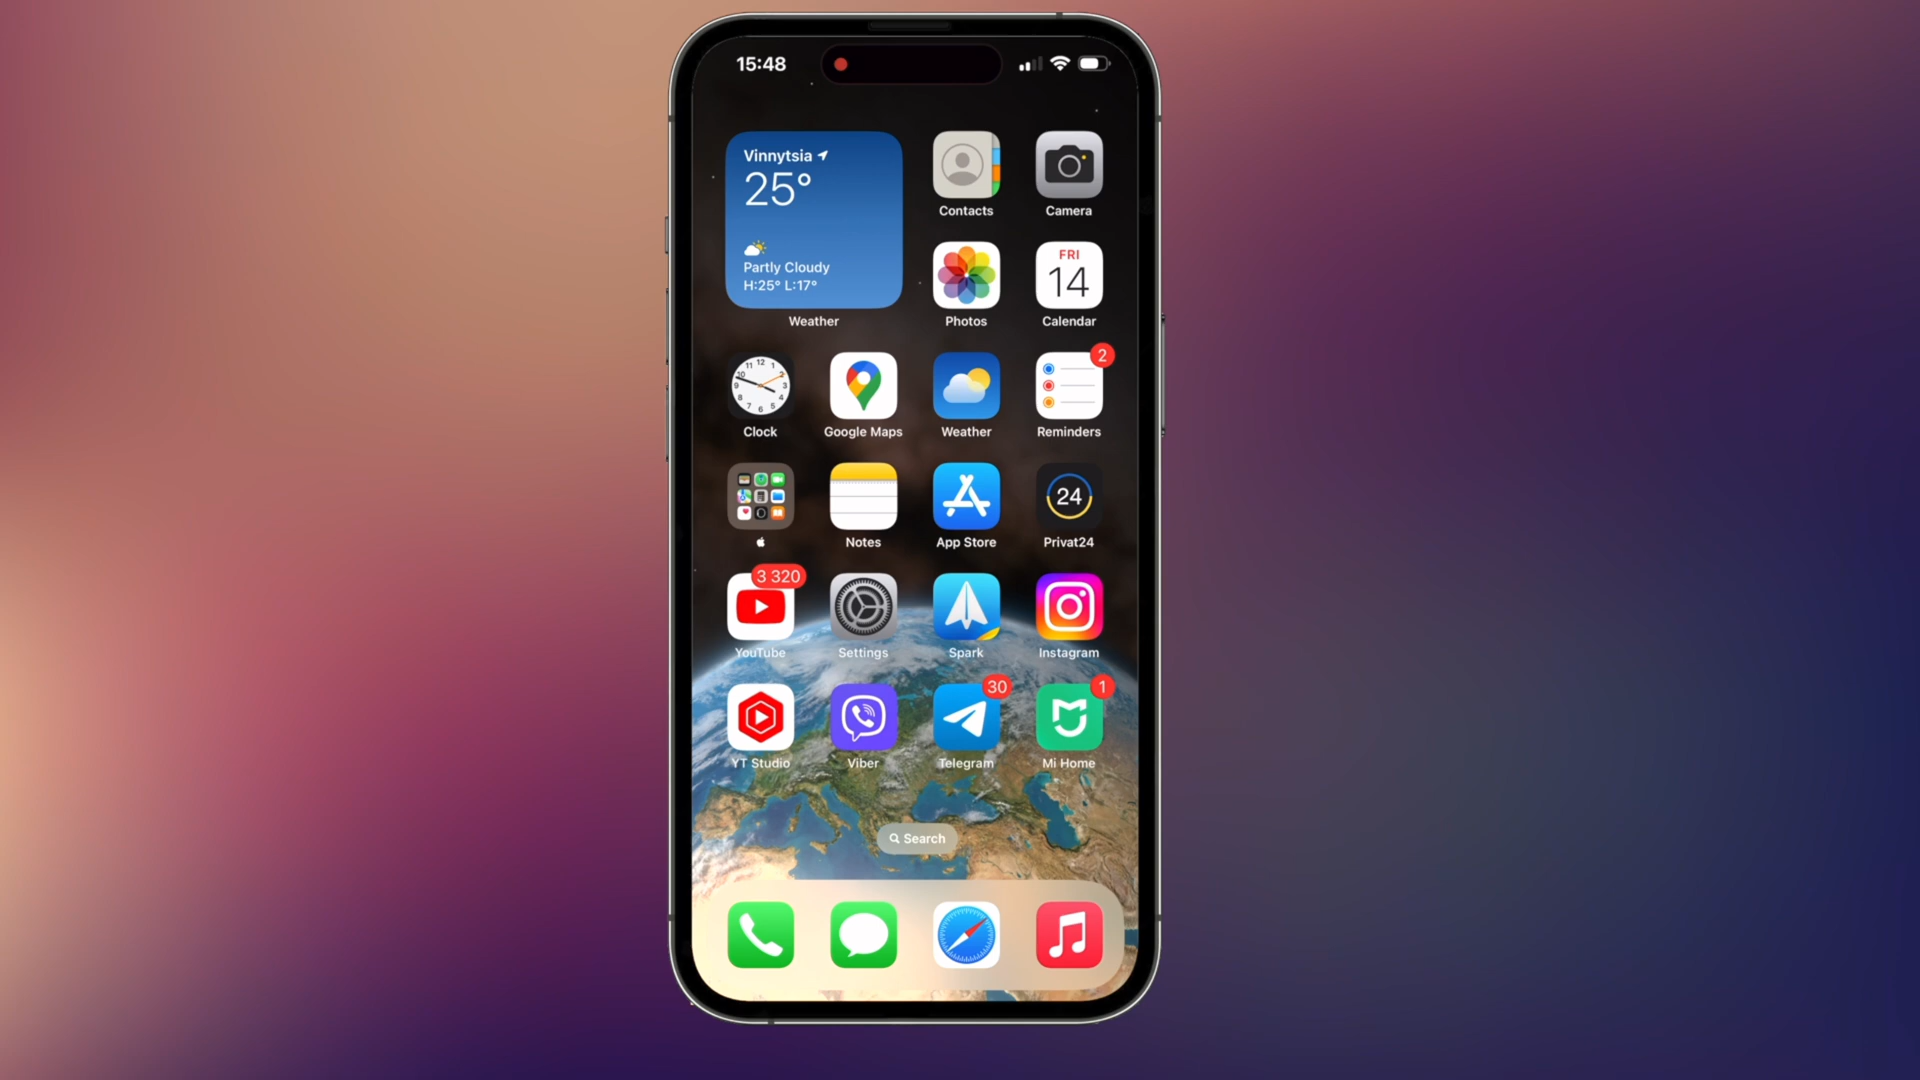 15:48
Vinnytsia
25°
Partly Cloudy
H:25° L:17°
Weather
Contacts
Camera
FRI
14
Photos
Calendar
2
Clock
Google Maps
Weather
Reminders
24
Notes
App Store
Privat24
3 320
YouTube
Settings
Spark
Instagram
30
1
YT Studio
Viber
Telegram
Mi Home
Search